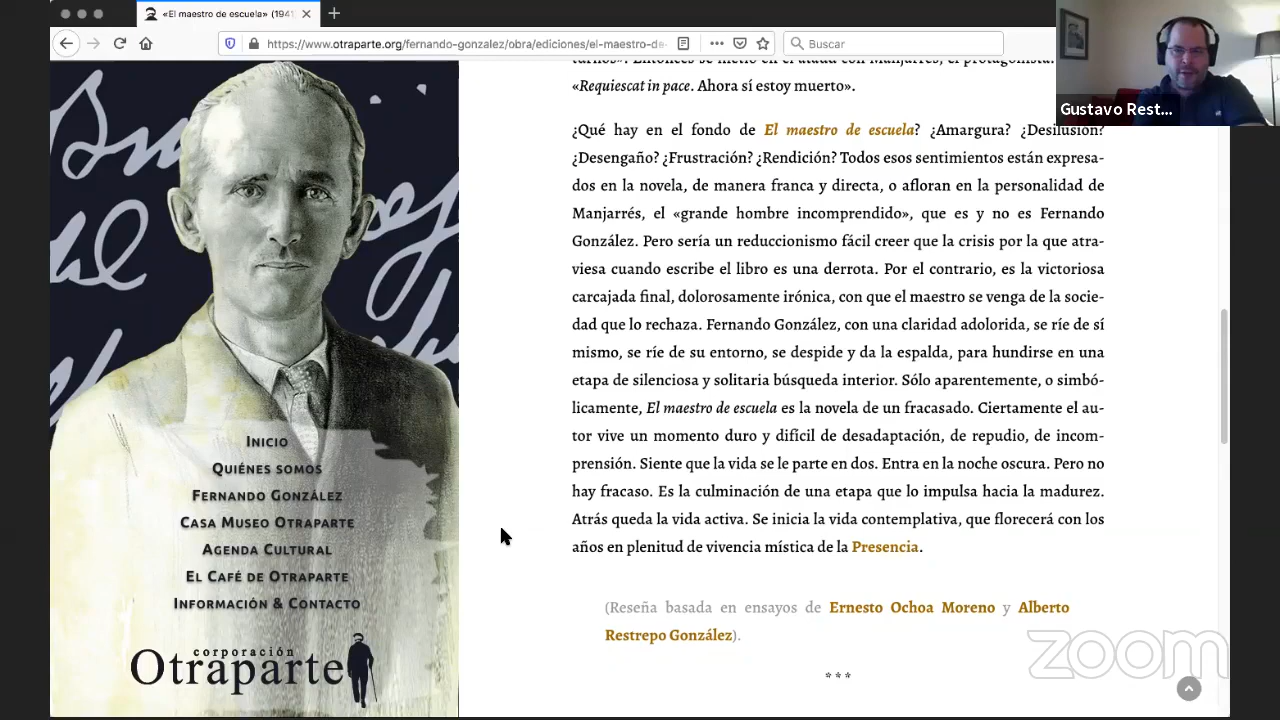 «El maestro de escuela» (1941
https://www.otraparte.org/fernando-gonzalez/obra/ediciones/el-maestro-de-
Buscar
Gustavo Rest...
Inicio
Quiénes somos
Fernando González
Casa Museo Otraparte
Agenda Cultural
El Café de Otraparte
Información & Contacto
corporación
Otraparte
turnos». Entonces se metió en el ataúd con Manjarrés, el protagonista:
«Requiescat in pace. Ahora sí estoy muerto».
¿Qué hay en el fondo de El maestro de escuela? ¿Amargura? ¿Desilusión?
¿Desengaño? ¿Frustración? ¿Rendición? Todos esos sentimientos están expresa-
dos en la novela, de manera franca y directa, o afloran en la personalidad de
Manjarrés, el «grande hombre incomprendido», que es y no es Fernando
González. Pero sería un reduccionismo fácil creer que la crisis por la que atra-
viesa cuando escribe el libro es una derrota. Por el contrario, es la victoriosa
carcajada final, dolorosamente irónica, con que el maestro se venga de la socie-
dad que lo rechaza. Fernando González, con una claridad adolorida, se ríe de sí
mismo, se ríe de su entorno, se despide y da la espalda, para hundirse en una
etapa de silenciosa y solitaria búsqueda interior. Sólo aparentemente, o simbó-
licamente, El maestro de escuela es la novela de un fracasado. Ciertamente el au-
tor vive un momento duro y difícil de desadaptación, de repudio, de incom-
prensión. Siente que la vida se le parte en dos. Entra en la noche oscura. Pero no
hay fracaso. Es la culminación de una etapa que lo impulsa hacia la madurez.
Atrás queda la vida activa. Se inicia la vida contemplativa, que florecerá con los
años en plenitud de vivencia mística de la Presencia.
(Reseña basada en ensayos de Ernesto Ochoa Moreno y Alberto
Restrepo González).
* * *
zoom